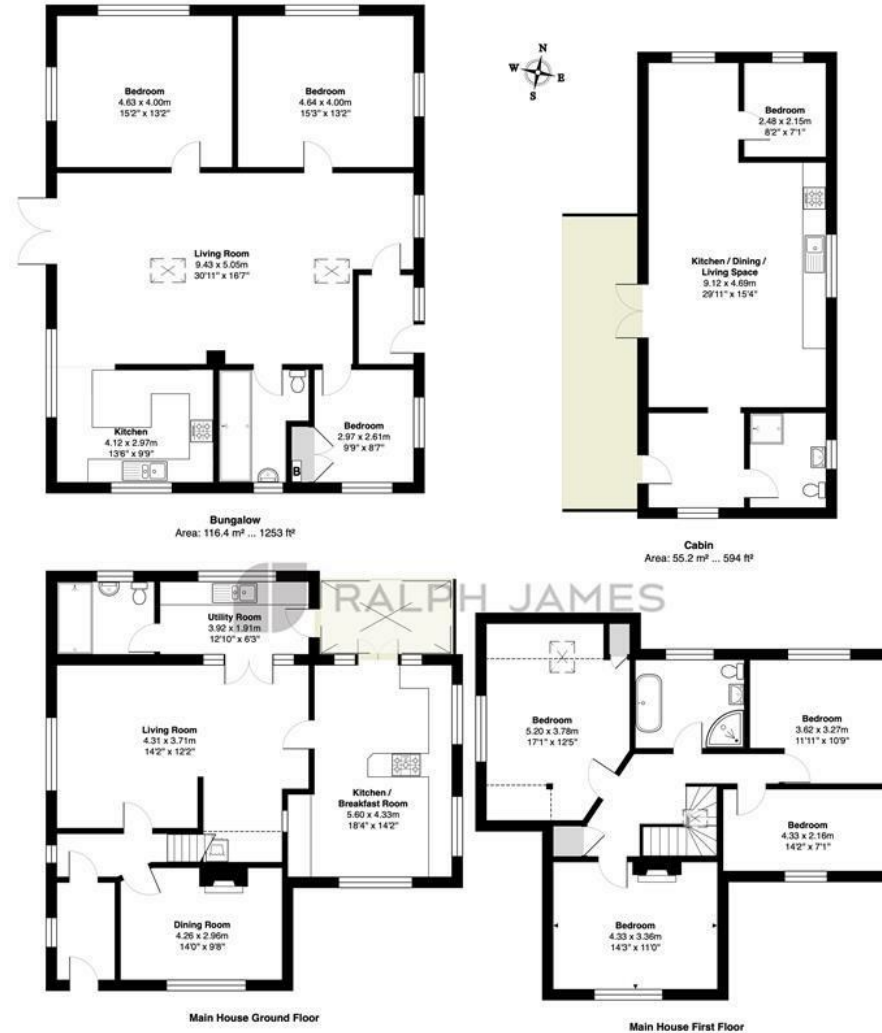 Bedroom
4.63 x 4.00m
15'2" x 13'2"
Bedroom
4.64 x 4.00m
15'3" x 13'2"
Living Room
9.43 x 5.05m
30'11" x 16'7"
Kitchen
4.12 x 2.97m
13'6" x 9'9"
Bedroom
2.97 x 2.61m
9'9" x 8'7"
B
Bungalow
Area: 116.4 m² ... 1253 ft²
N
W
E
S
Bedroom
2.48 x 2.15m
8'2" x 7'1"
Kitchen / Dining /
Living Space
9.12 x 4.69m
29'11" x 15'4"
Cabin
Area: 55.2 m² ... 594 ft²
RALPH JAMES
Utility Room
3.92 x 1.91m
12'10" x 6'3"
Living Room
4.31 x 3.71m
14'2" x 12'2"
Kitchen /
Breakfast Room
5.60 x 4.33m
18'4" x 14'2"
Dining Room
4.26 x 2.96m
14'0" x 9'8"
Main House Ground Floor
Bedroom
5.20 x 3.78m
17'1" x 12'5"
Bedroom
3.62 x 3.27m
11'11" x 10'9"
Bedroom
4.33 x 2.16m
14'2" x 7'1"
Bedroom
4.33 x 3.36m
14'3" x 11'0"
Main House First Floor